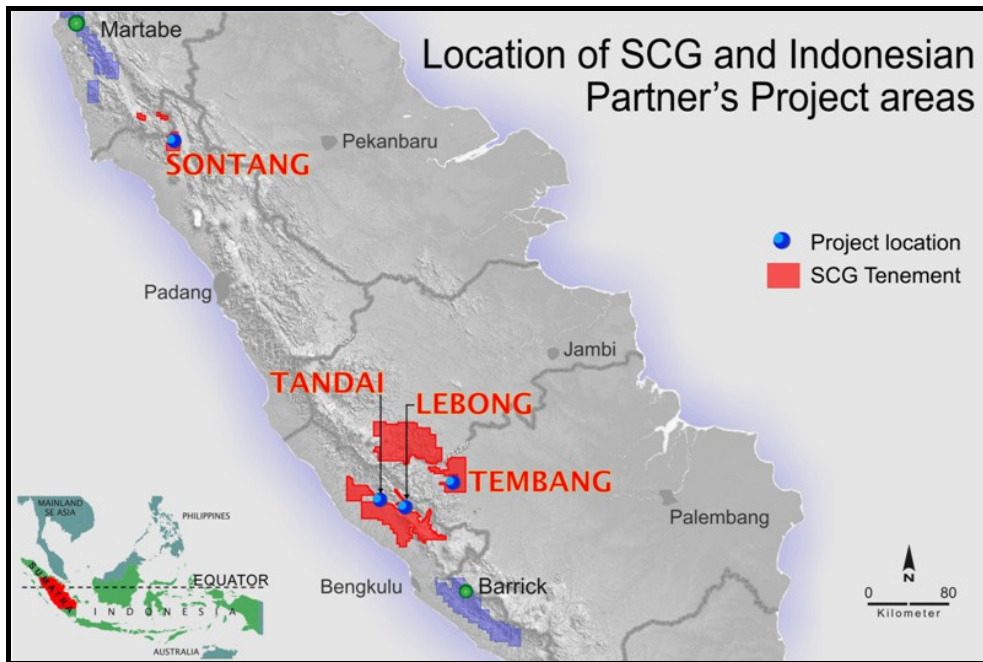 Location of SCG and Indonesian
Partner's Project areas
Martabe
Pekanbaru
SONTANG
Project location
SCG Tenement
Padang
Jambi
TANDAI
LEBONG
TEMBANG
Palembang
Bengkulu
Barrick
N
0 80
Kilometer
MAINLAND
SE ASIA
PHILIPPINES
SUMATRA
EQUATOR
INDONESIA
AUSTRALIA